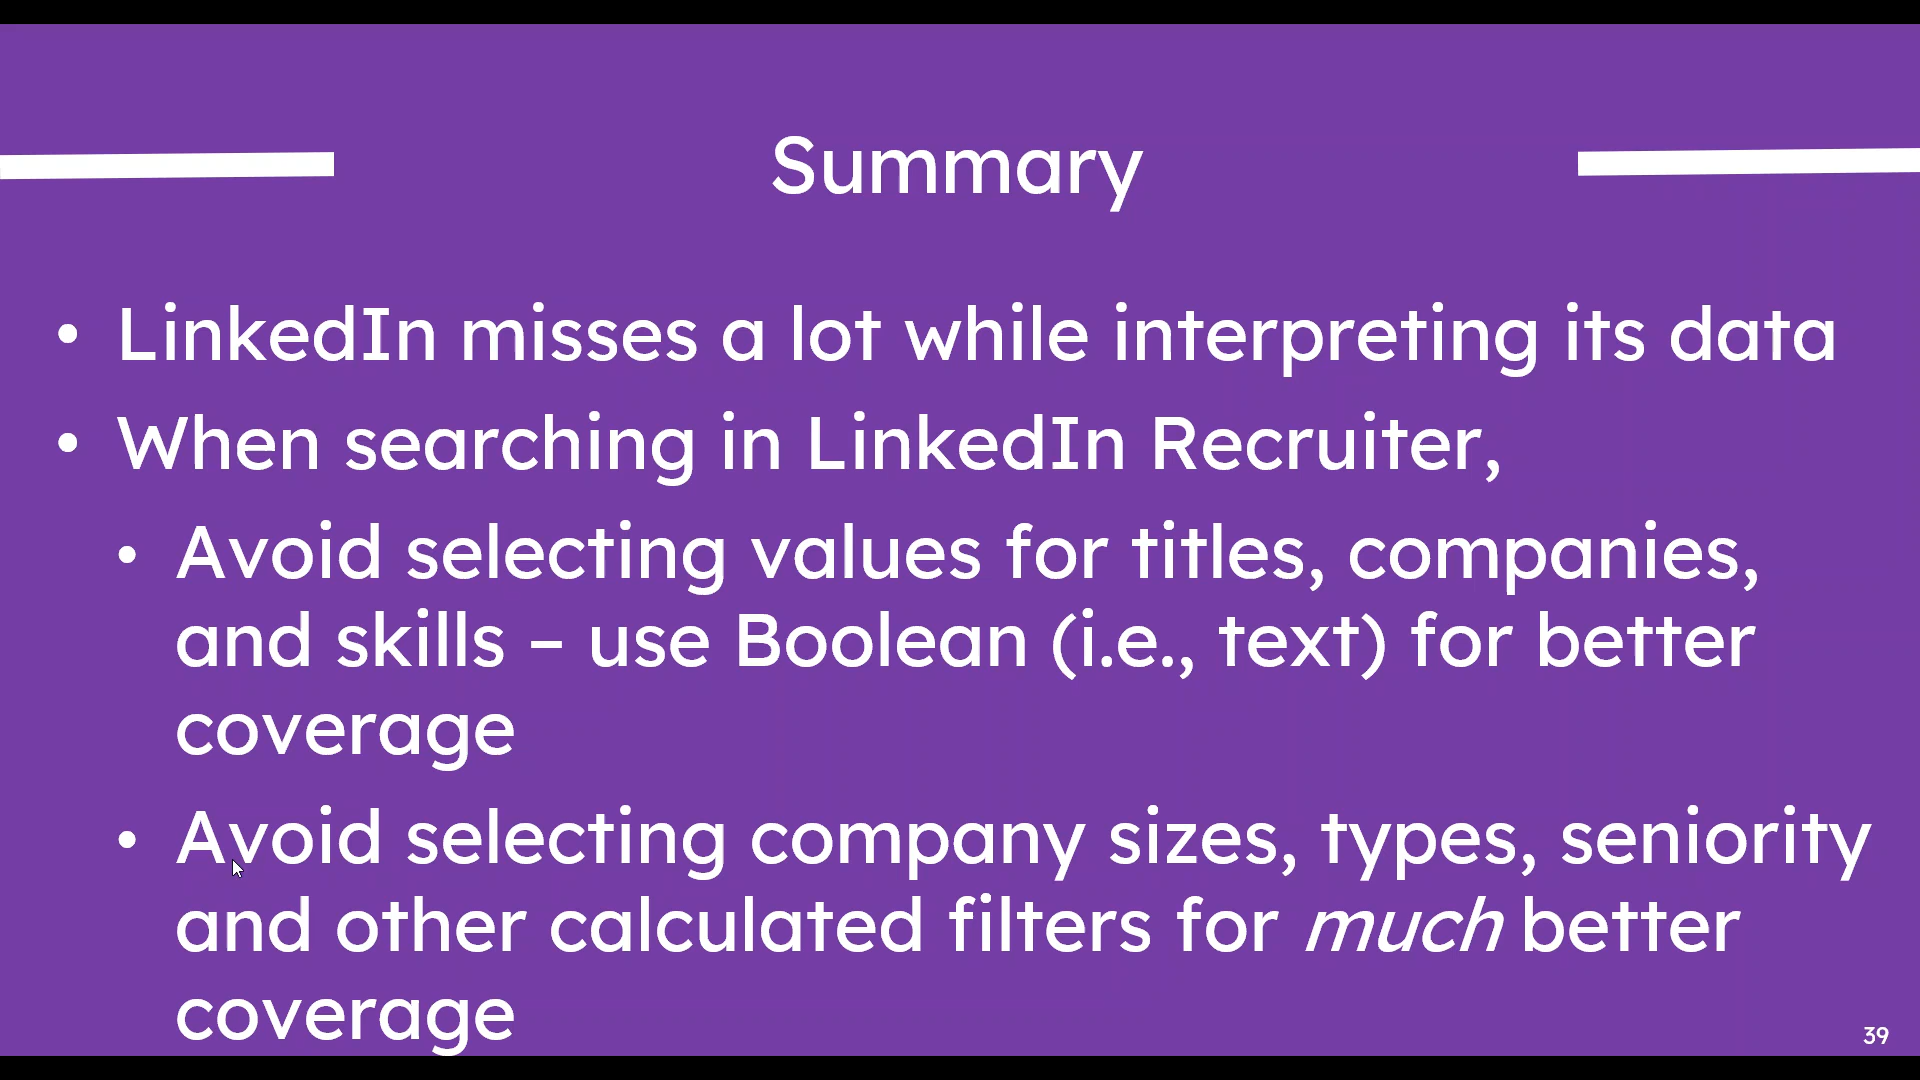 Summary
• LinkedIn misses a lot while interpreting its data
• When searching in LinkedIn Recruiter,
• Avoid selecting values for titles, companies,
and skills – use Boolean (i.e., text) for better
coverage
• Avoid selecting company sizes, types, seniority
and other calculated filters for much better
coverage
39